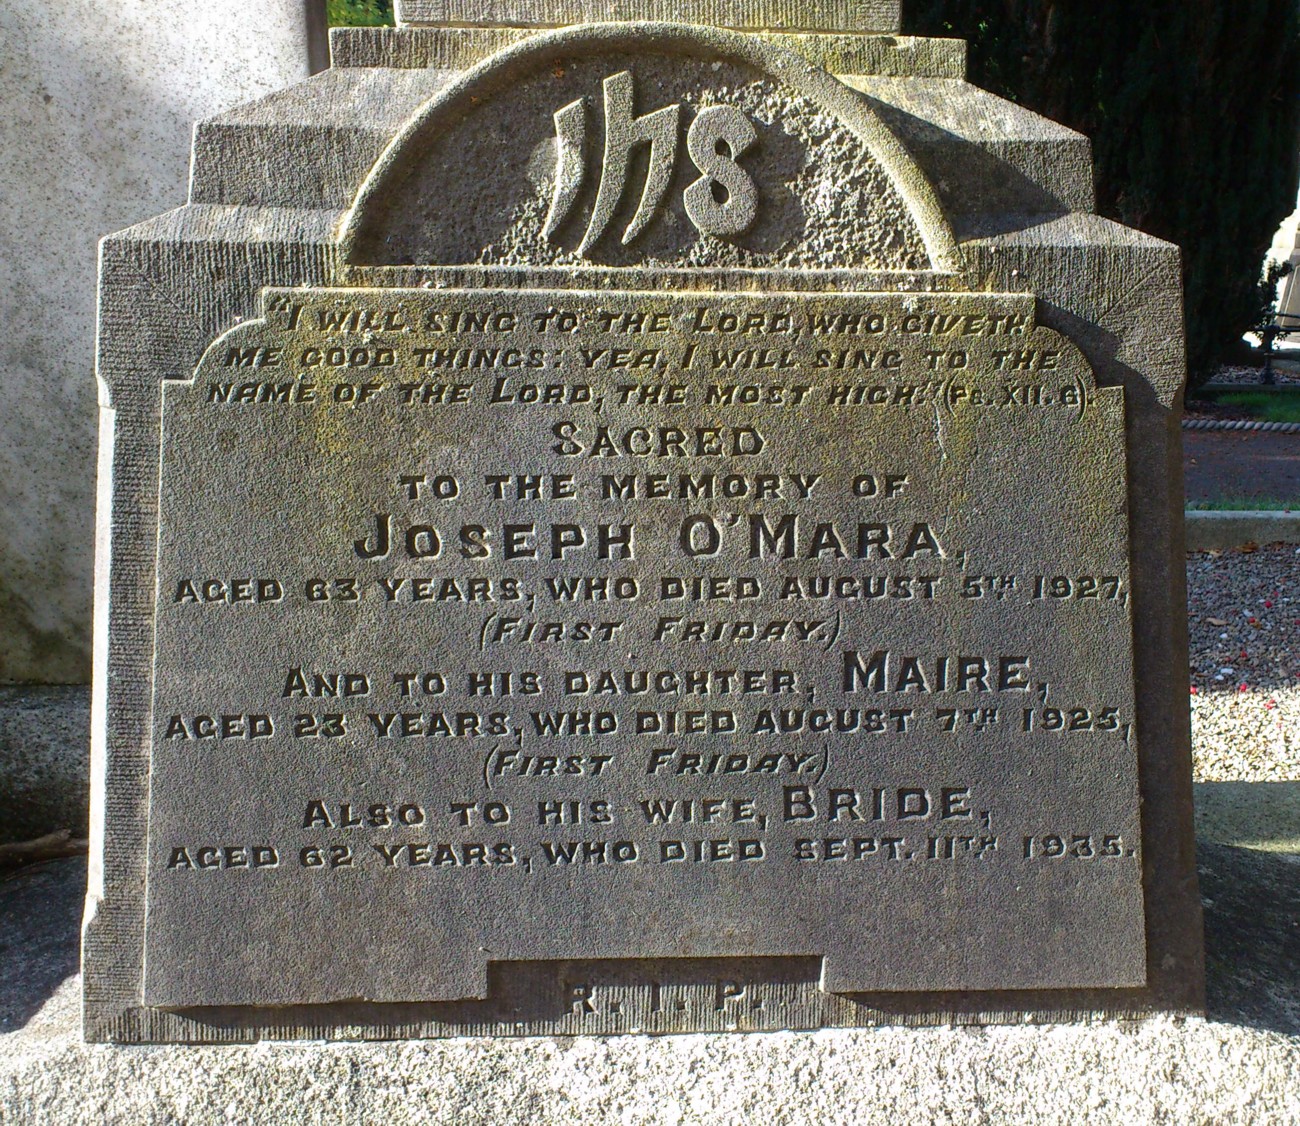 IHS
"I WILL SING TO THE LORD, WHO GIVETH
ME GOOD THINGS: YEA, I WILL SING TO THE
NAME OF THE LORD, THE MOST HIGH." (PS. XII. 6).
SACRED
TO THE MEMORY OF
JOSEPH O'MARA,
AGED 63 YEARS, WHO DIED AUGUST 5TH 1927,
(FIRST FRIDAY.)
AND TO HIS DAUGHTER, MAIRE,
AGED 23 YEARS, WHO DIED AUGUST 7TH 1925,
(FIRST FRIDAY.)
ALSO TO HIS WIFE, BRIDE,
AGED 62 YEARS, WHO DIED SEPT. 11TH 1935.
R.I.P.